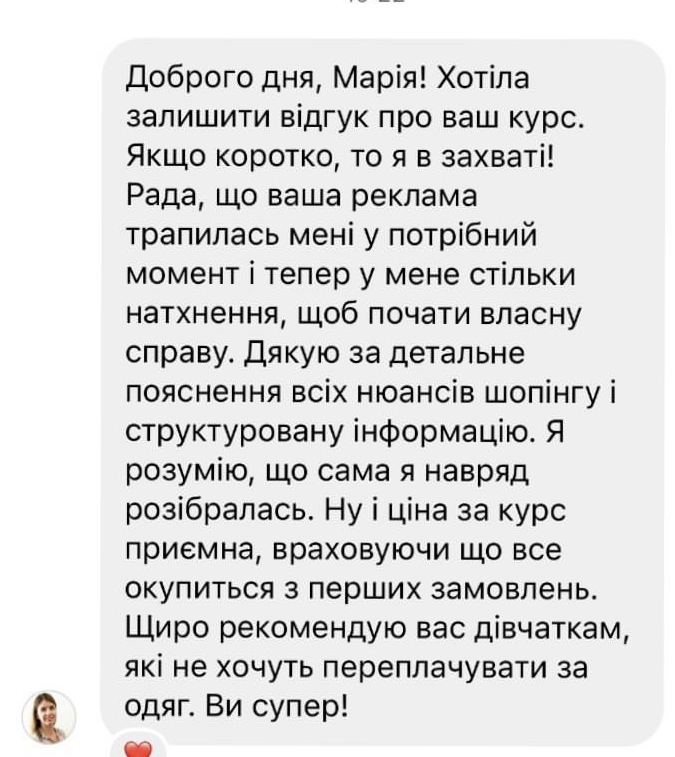 Доброго дня, Марія! Хотіла
залишити відгук про ваш курс.
Якщо коротко, то я в захваті!
Рада, що ваша реклама
трапилась мені у потрібний
момент і тепер у мене стільки
натхнення, щоб почати власну
справу. Дякую за детальне
пояснення всіх нюансів шопінгу і
структуровану інформацію. Я
розумію, що сама я навряд
розібралась. Ну і ціна за курс
приємна, враховуючи що все
окупиться з перших замовлень.
Щиро рекомендую вас дівчаткам,
які не хочуть переплачувати за
одяг. Ви супер!